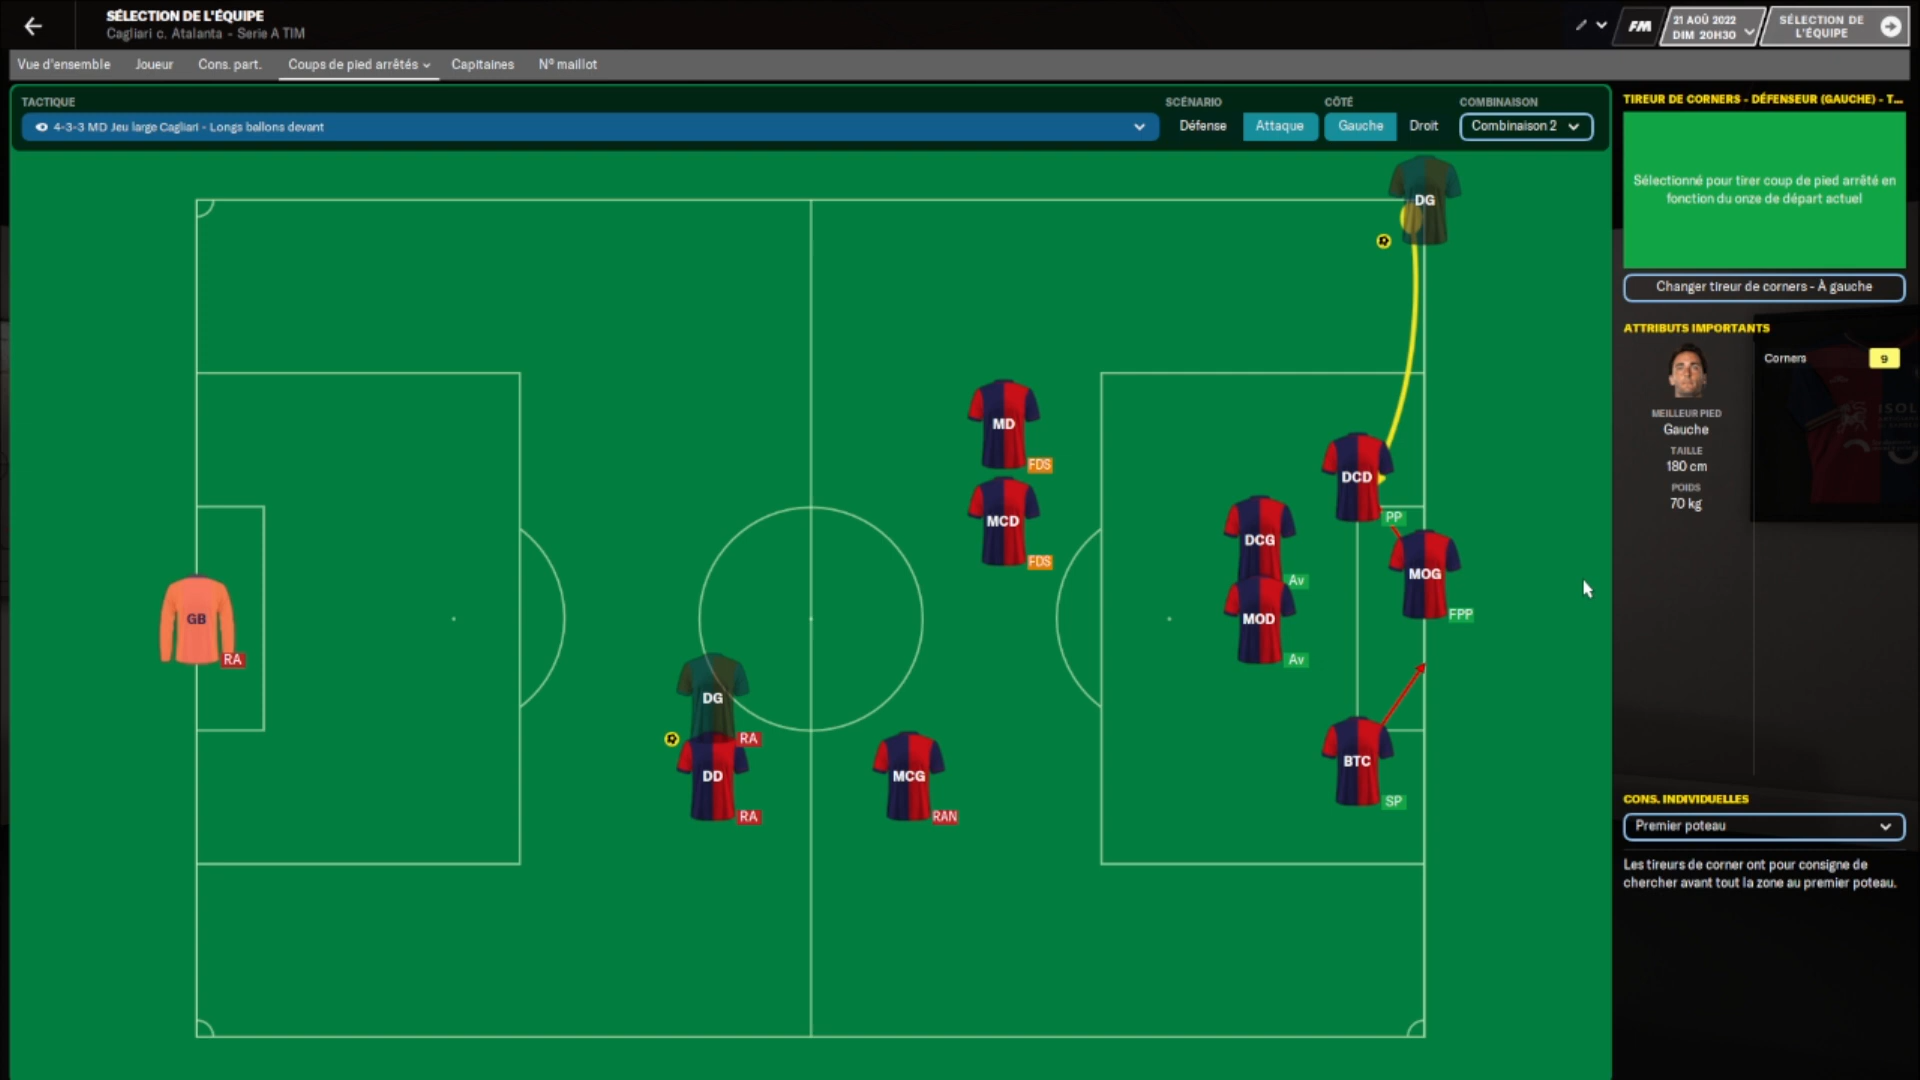 SÉLECTION DE L'ÉQUIPE
Cagliari c. Atalanta - Serie A TIM
FM
21 AOÛ 2022
DIM 20H30
SÉLECTION DE
L'ÉQUIPE
Vue d'ensemble
Joueur
Cons. part.
Coups de pied arrêtés
Capitaines
N° maillot
TACTIQUE
4-3-3 MD Jeu large Cagliari - Longs ballons devant
SCÉNARIO
Défense
Attaque
CÔTÉ
Gauche
Droit
COMBINAISON
Combinaison 2
DG
MD
FDS
MCD
FDS
DCD
PP
DCG
Av
MOG
FPP
MOD
Av
GB
RA
DG
RA
DD
RA
MCG
RAN
BTC
SP
TIREUR DE CORNERS - DÉFENSEUR (GAUCHE) - T...
Sélectionné pour tirer coup de pied arrêté en
fonction du onze de départ actuel
Changer tireur de corners - À gauche
ATTRIBUTS IMPORTANTS
Corners
9
MEILLEUR PIED
Gauche
TAILLE
180 cm
POIDS
70 kg
ISOL
CONS. INDIVIDUELLES
Premier poteau
Les tireurs de corner ont pour consigne de
chercher avant tout la zone au premier poteau.